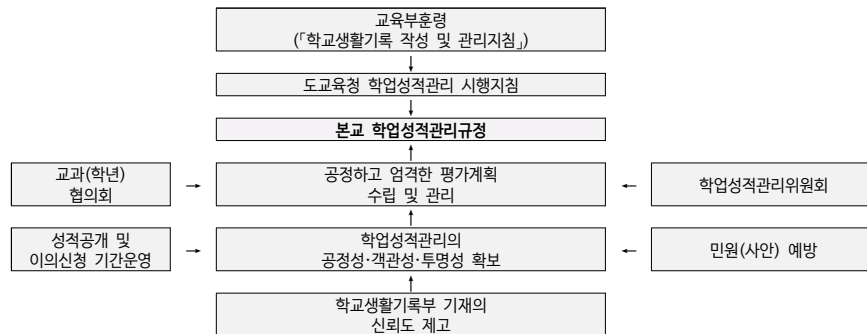 교육부훈령
(「학교생활기록 작성 및 관리지침」)
도교육청 학업성적관리 시행지침
본교 학업성적관리규정
교과(학년)
협의회
공정하고 엄격한 평가계획
수립 및 관리
학업성적관리위원회
성적공개 및
이의신청 기간운영
학업성적관리의
공정성·객관성·투명성 확보
민원(사안) 예방
학교생활기록부 기재의
신뢰도 제고